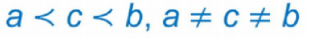 a ≺ c ≺ b, a ≠ c ≠ b